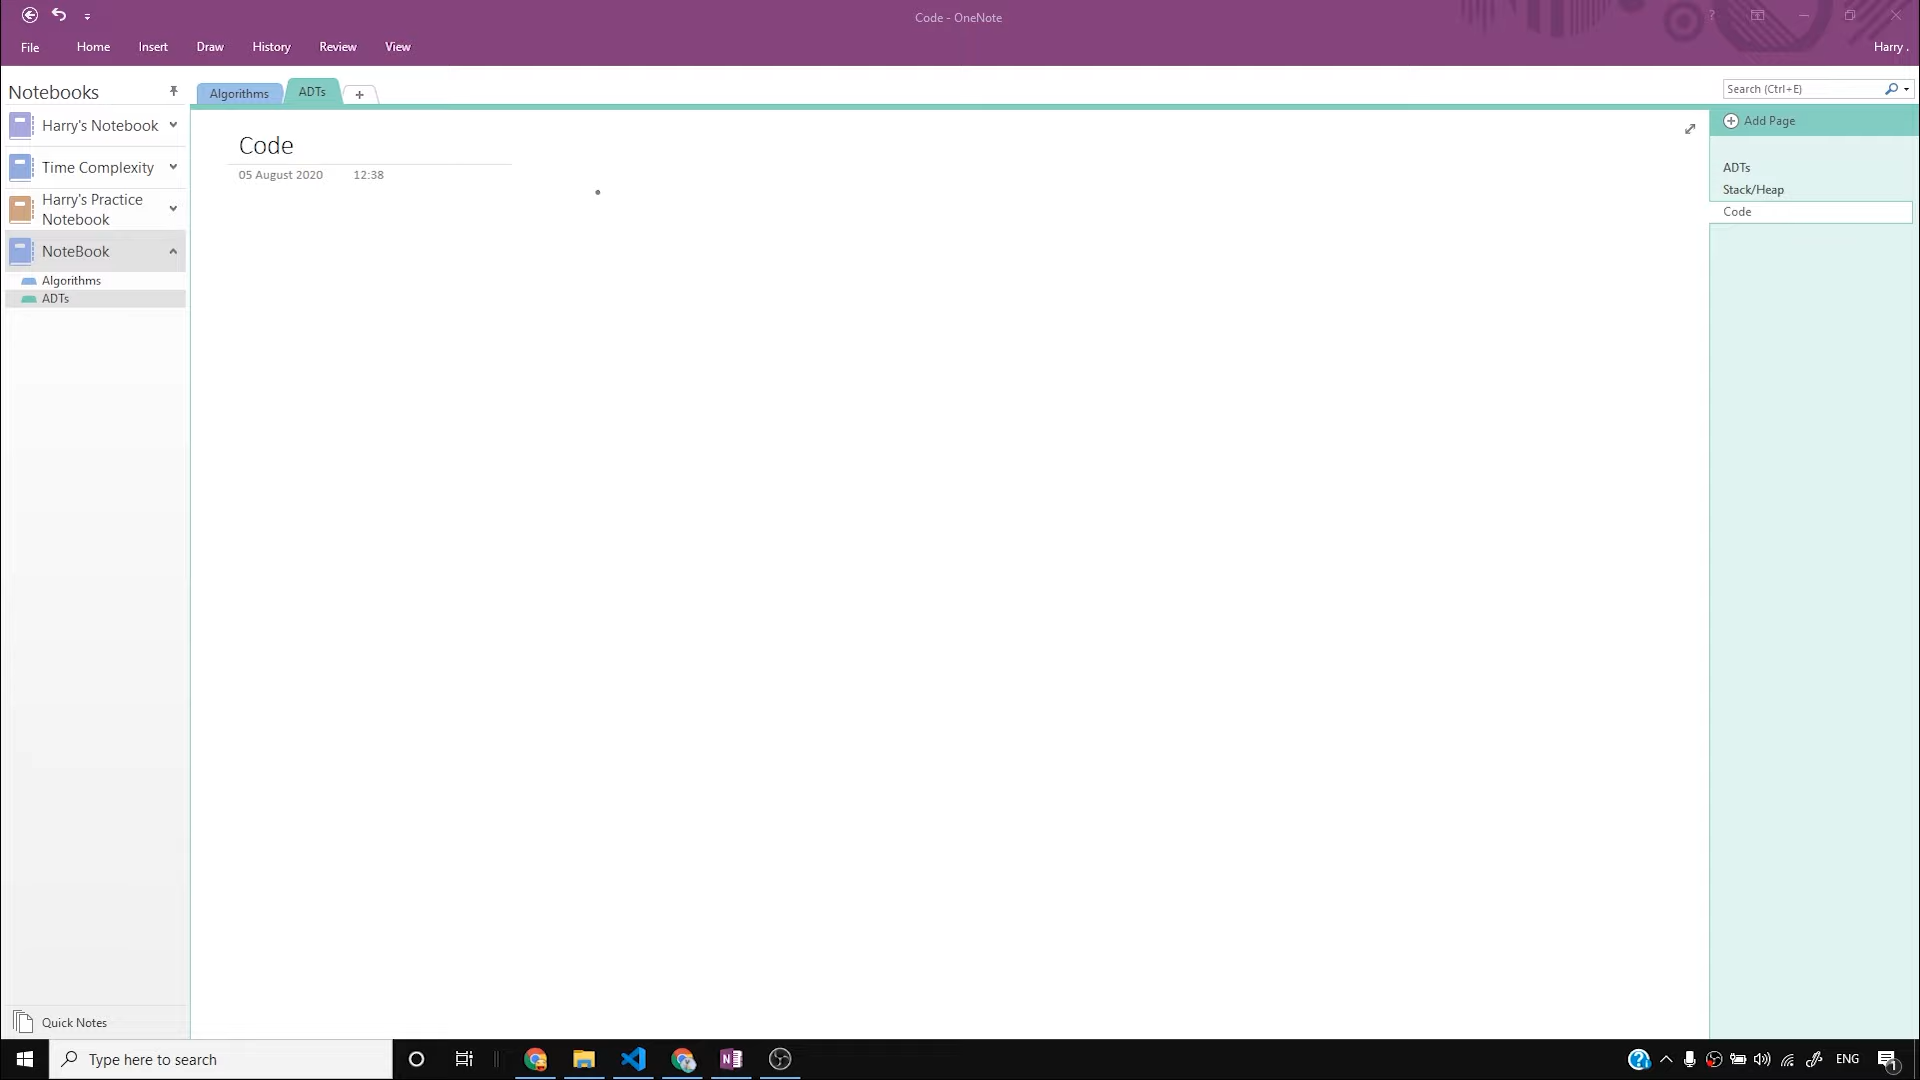 Code - OneNote
?
File Home Insert Draw History Review View
Harry .
Notebooks
Algorithms
ADTs
+
Search (Ctrl+E)
Harry's Notebook
Time Complexity
Harry's Practice
Notebook
NoteBook
Algorithms
ADTs
Code
05 August 2020 12:38
Add Page
ADTs
Stack/Heap
Code
Quick Notes
Type here to search
ENG
1